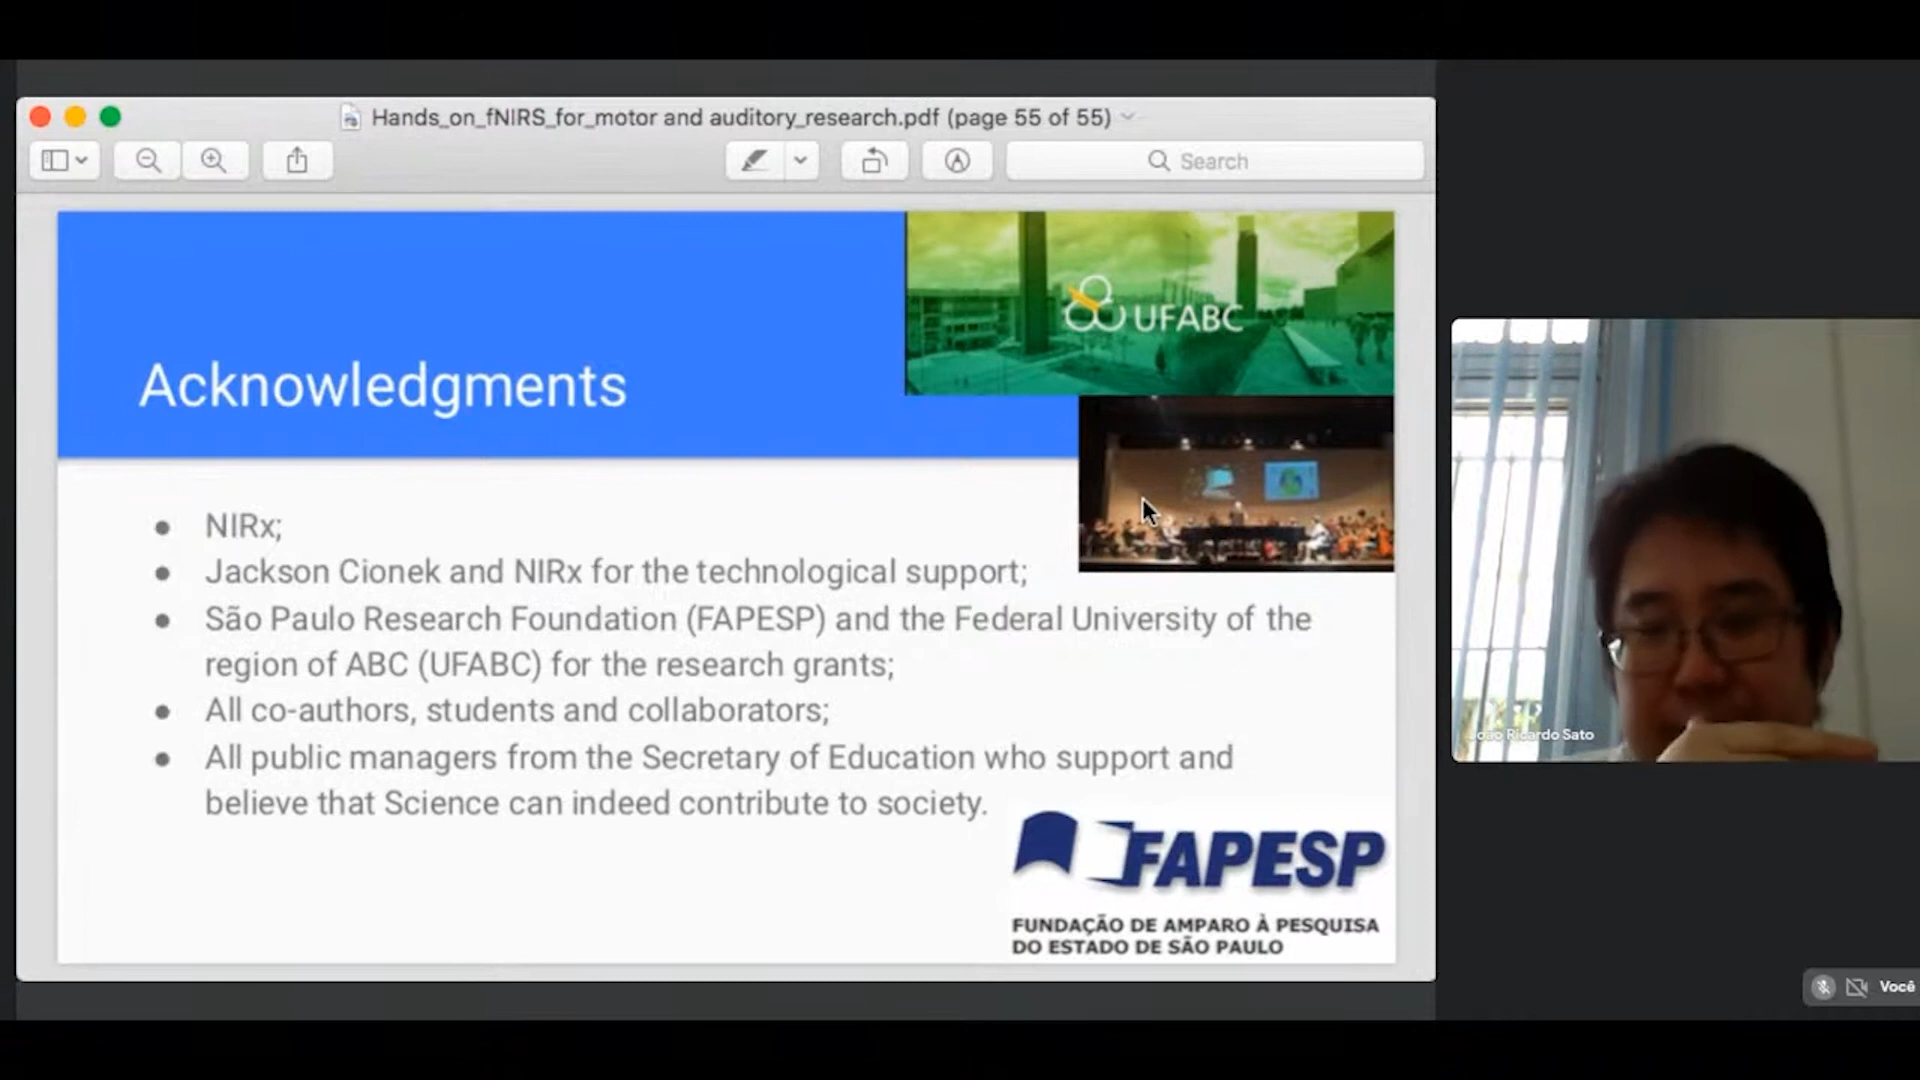 Hands_on_fNIRS_for_motor and auditory_research.pdf (page 55 of 55)
Search
UFABC
Acknowledgments
NIRx;
Jackson Cionek and NIRx for the technological support;
São Paulo Research Foundation (FAPESP) and the Federal University of the
region of ABC (UFABC) for the research grants;
All co-authors, students and collaborators;
All public managers from the Secretary of Education who support and
believe that Science can indeed contribute to society.
FAPESP
FUNDAÇÃO DE AMPARO À PESQUISA
DO ESTADO DE SÃO PAULO
João Ricardo Sato
Você